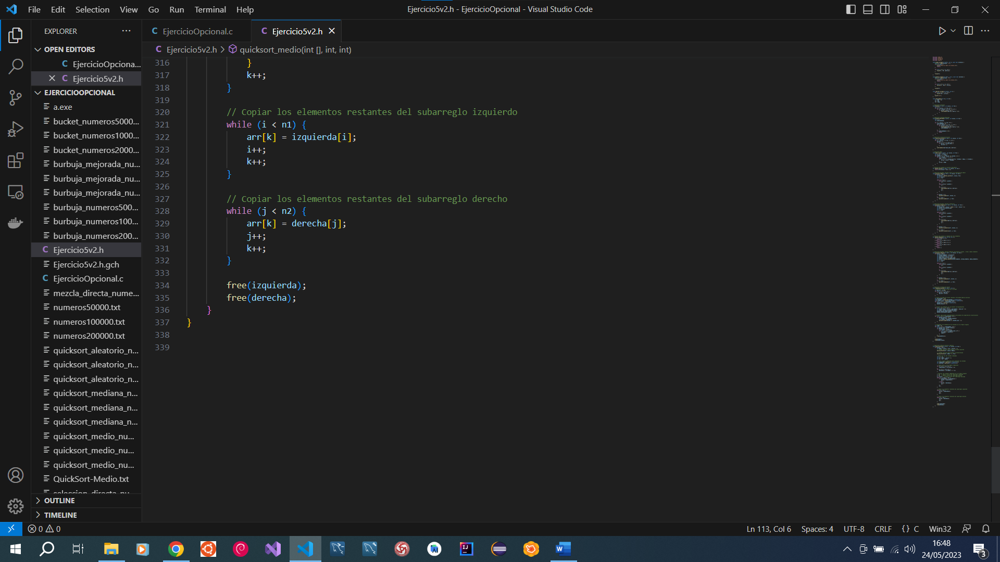 File Edit Selection View Go Run Terminal Help
Ejercicio5v2.h - EjercicioOpcional - Visual Studio Code
EXPLORER
OPEN EDITORS
C EjercicioOpciona...
C Ejercicio5v2.h
EJERCICIOOPCIONAL
a.exe
bucket_numeros5000...
bucket_numeros1000...
bucket_numeros2000...
burbuja_mejorada_nu...
burbuja_mejorada_nu...
burbuja_mejorada_nu...
burbuja_numeros500...
burbuja_numeros100...
burbuja_numeros200...
C Ejercicio5v2.h
Ejercicio5v2.h.gch
C EjercicioOpcional.c
mezcla_directa_nume...
numeros50000.txt
numeros100000.txt
numeros200000.txt
quicksort_aleatorio_n...
quicksort_aleatorio_n...
quicksort_aleatorio_n...
quicksort_mediana_n...
quicksort_mediana_n...
quicksort_mediana_n...
quicksort_medio_nu...
quicksort_medio_nu...
quicksort_medio_nu...
QuickSort-Medio.txt
OUTLINE
TIMELINE
C EjercicioOpcional.c
C Ejercicio5v2.h
C Ejercicio5v2.h > quicksort_medio(int [], int, int)
316 }
317 k++;
318 }
319
320 // Copiar los elementos restantes del subarreglo izquierdo
321 while (i < n1) {
322 arr[k] = izquierda[i];
323 i++;
324 k++;
325 }
326
327 // Copiar los elementos restantes del subarreglo derecho
328 while (j < n2) {
329 arr[k] = derecha[j];
330 j++;
331 k++;
332 }
333
334 free(izquierda);
335 free(derecha);
336 }
337 }
338
339
0 0
Ln 113, Col 6 Spaces: 4 UTF-8 CRLF {} C Win32
16:48
24/05/2023
3